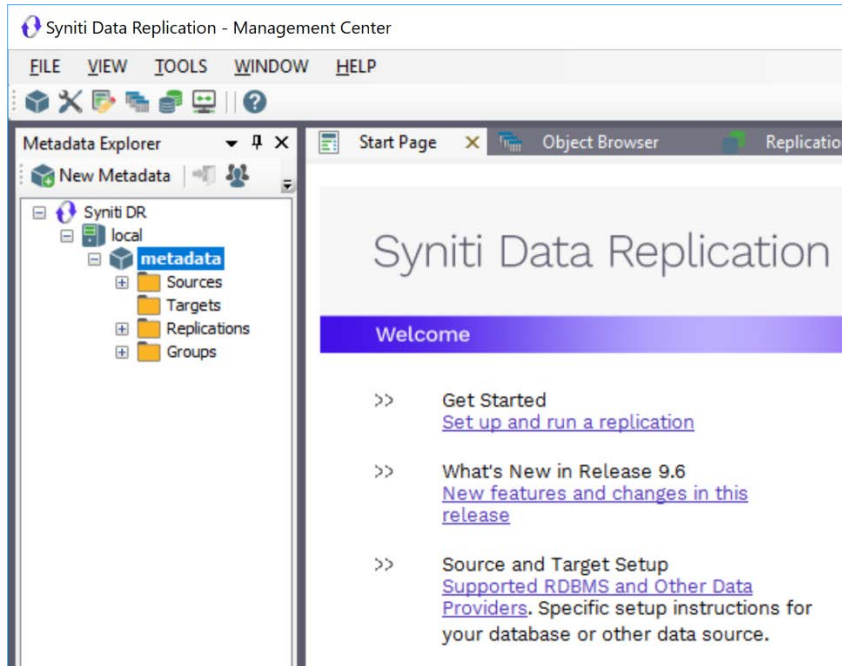 Syniti Data Replication - Management Center
FILE VIEW TOOLS WINDOW HELP
Metadata Explorer
Start Page
Object Browser
Replicatio
New Metadata
Syniti DR
local
metadata
Sources
Targets
Replications
Groups
Syniti Data Replication
Welcome
>> Get Started
Set up and run a replication
>> What's New in Release 9.6
New features and changes in this
release
>> Source and Target Setup
Supported RDBMS and Other Data
Providers. Specific setup instructions for
your database or other data source.